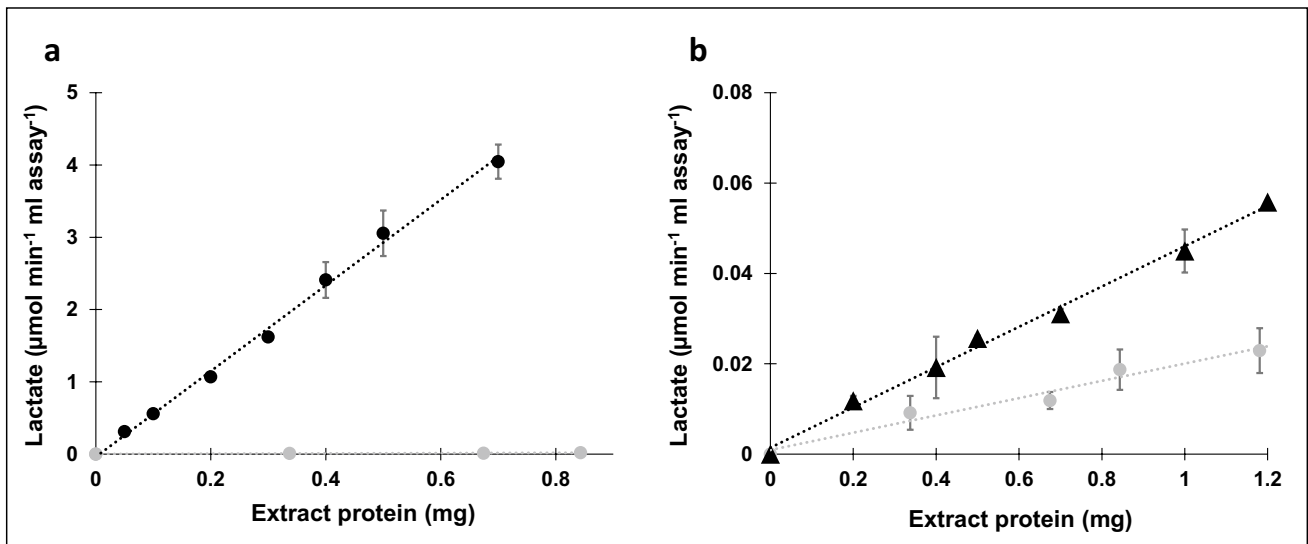 a
Lactate (µmol min⁻¹ ml assay⁻¹)
5
4
3
2
1
0
0 0.2 0.4 0.6 0.8
Extract protein (mg)
b
Lactate (µmol min⁻¹ ml assay⁻¹)
0.08
0.06
0.04
0.02
0
0 0.2 0.4 0.6 0.8 1 1.2
Extract protein (mg)